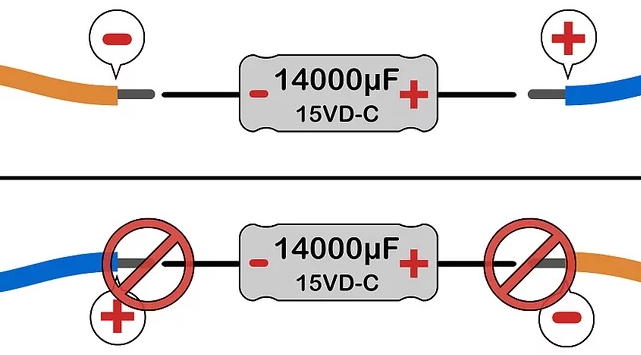 -
+
- 14000µF +
15VD-C
- 14000µF +
15VD-C
+
-